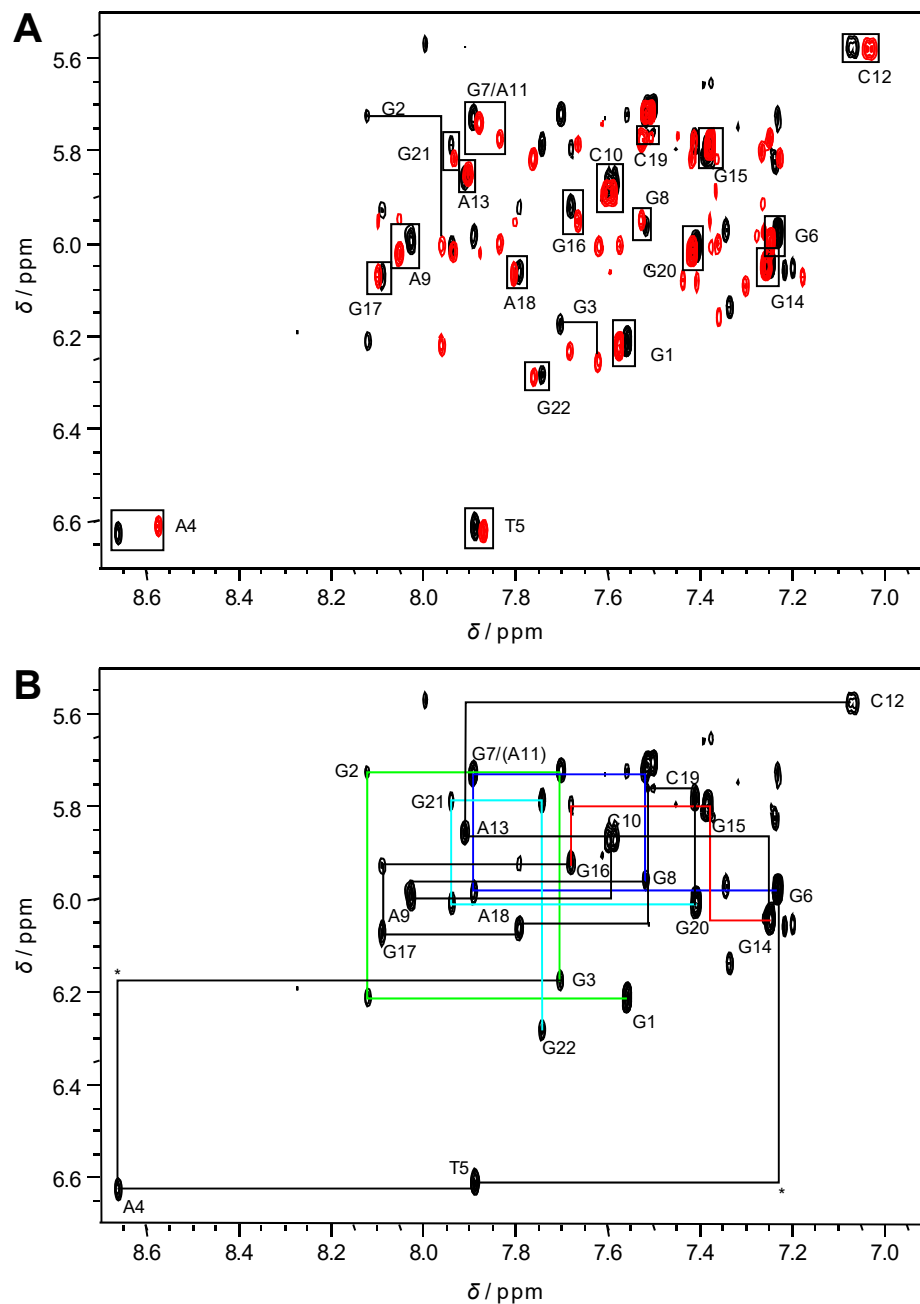 A
5.6
5.8
6.0
6.2
6.4
6.6
δ / ppm
C12
G7/A11
G2
G21
A13
C10
C19
G15
G16
G8
G20
G6
G14
A9
G17
A18
G3
G1
G22
A4
T5
8.6 8.4 8.2 8.0 7.8 7.6 7.4 7.2 7.0
δ / ppm
B
5.6
5.8
6.0
6.2
6.4
6.6
δ / ppm
C12
G7/(A11)
G2
C19
G21
A13
C10
G15
G16
G8
G6
A9
A18
G20
G14
G17
*
G3
G1
G22
T5
*
A4
8.6 8.4 8.2 8.0 7.8 7.6 7.4 7.2 7.0
δ / ppm